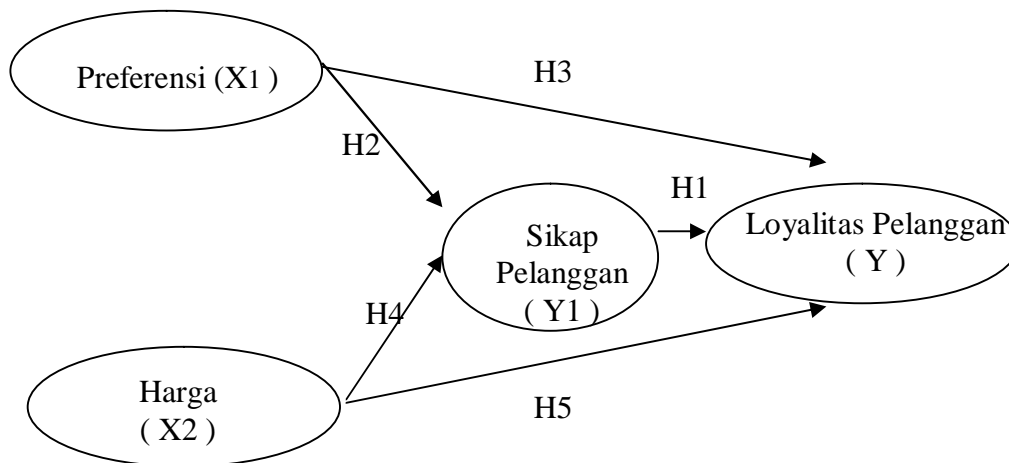 Preferensi (X1 )
H3
H2
H1
Sikap
Pelanggan
( Y1 )
Loyalitas Pelanggan
( Y )
H4
Harga
( X2 )
H5